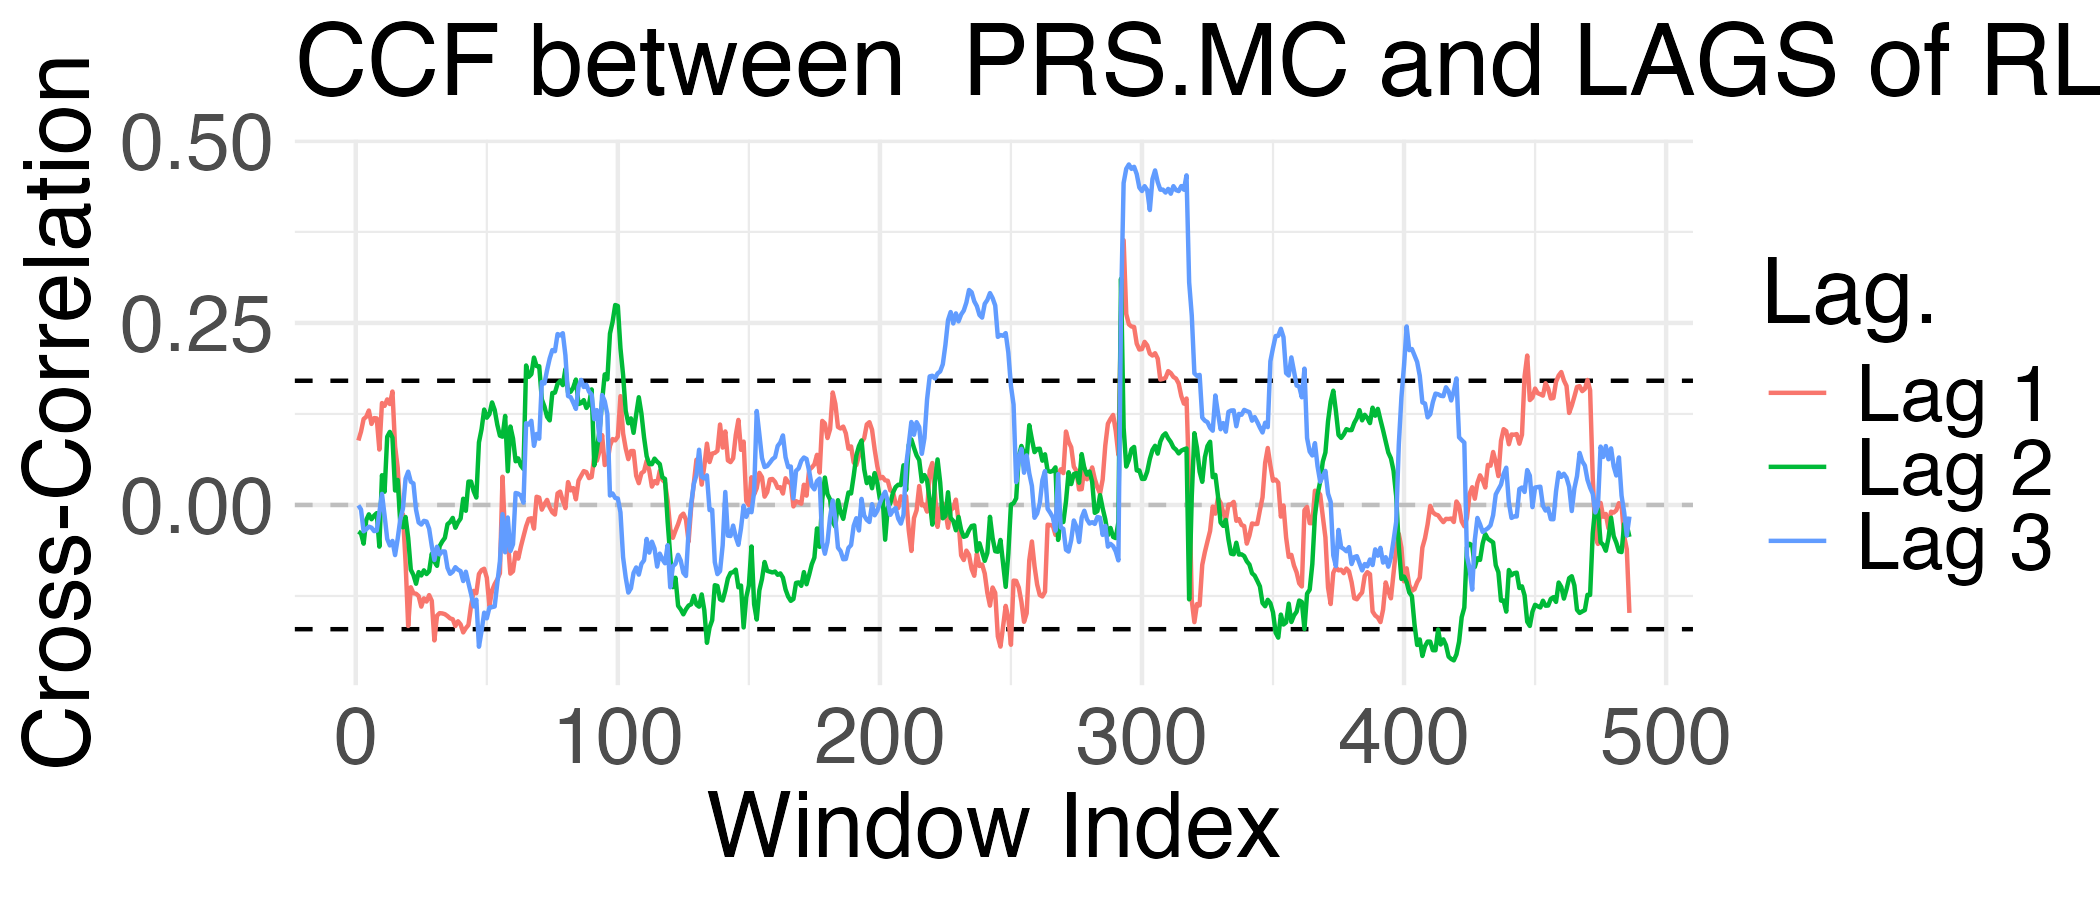 CCF between  PRS.MC and LAGS of RL
Cross-Correlation
0.50
0.25
0.00
0
100
200
300
400
500
Window Index
Lag.
Lag 1
Lag 2
Lag 3